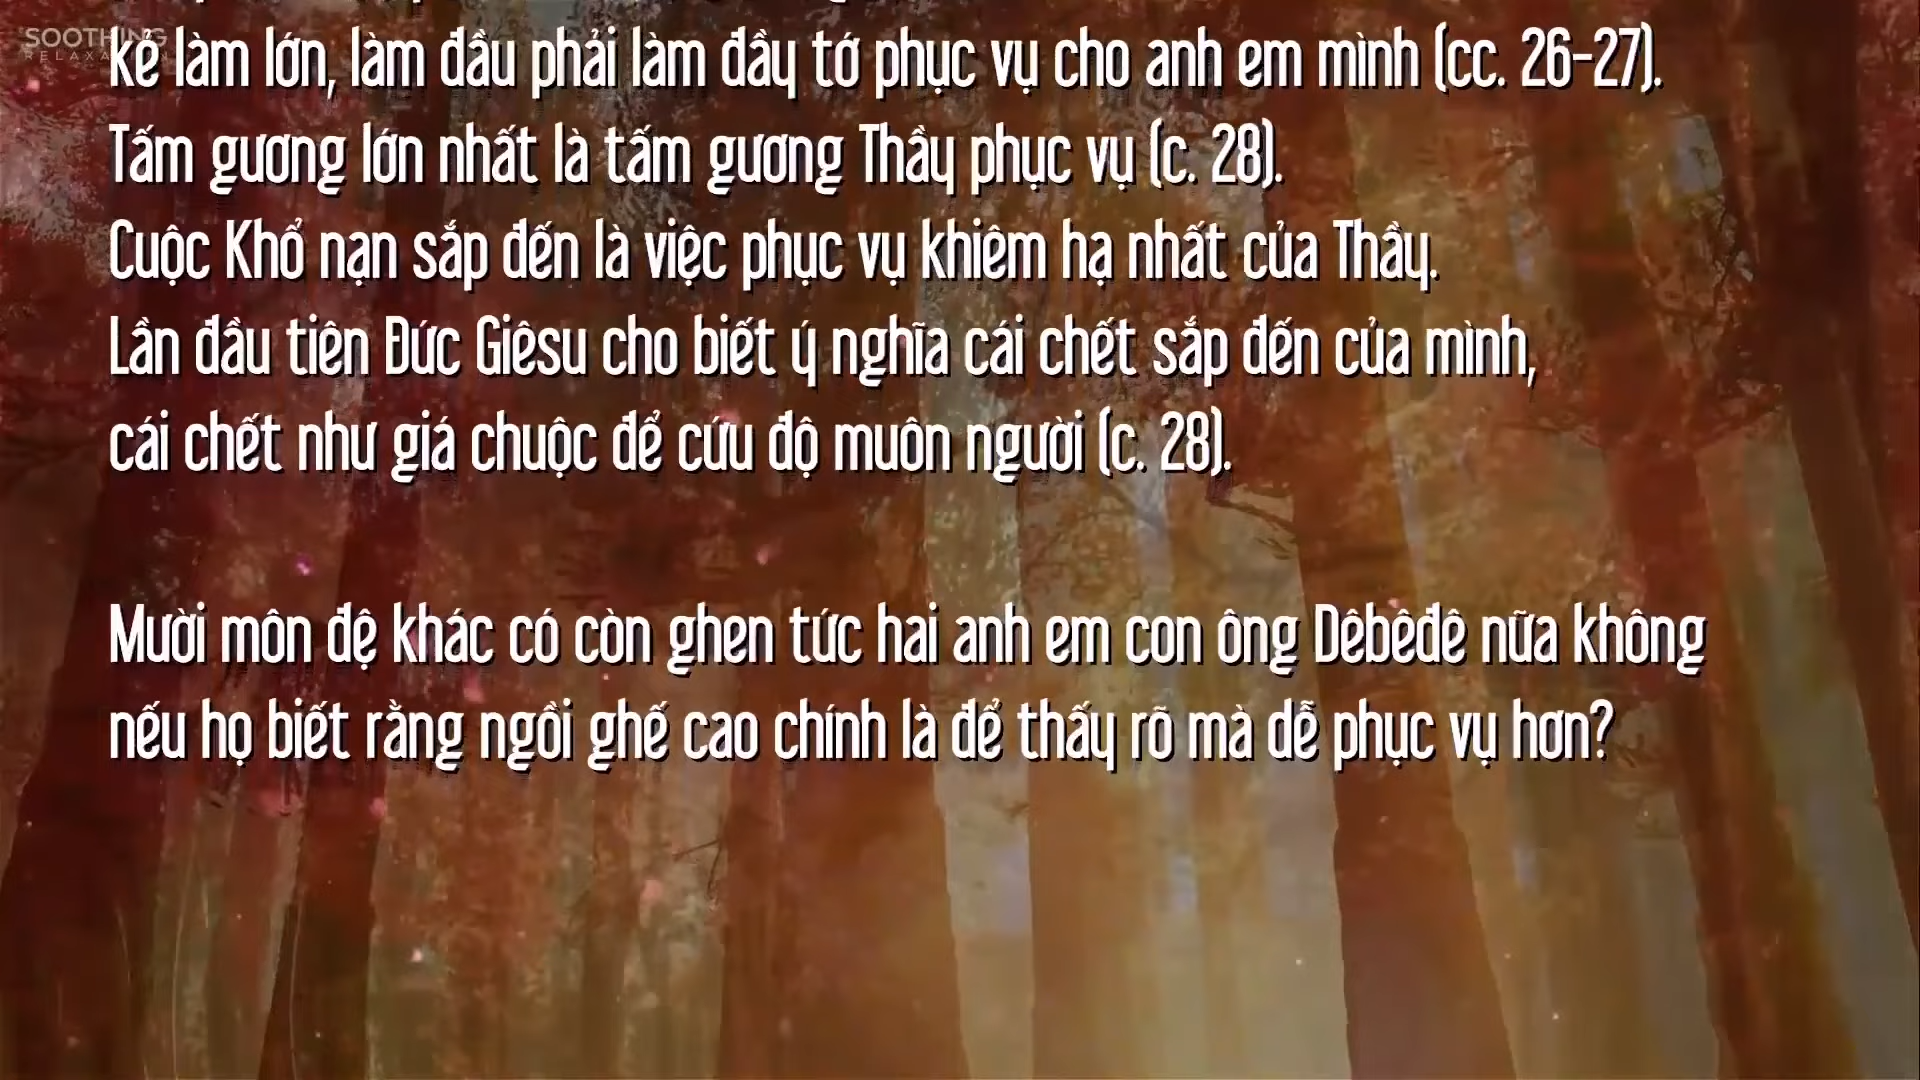 SOOTHING
RELAXATION
kẻ làm lớn, làm đầu phải làm đầy tớ phục vụ cho anh em mình (cc. 26-27).
Tấm gương lớn nhất là tấm gương Thầy phục vụ (c. 28).
Cuộc Khổ nạn sắp đến là việc phục vụ khiêm hạ nhất của Thầy.
Lần đầu tiên Đức Giêsu cho biết ý nghĩa cái chết sắp đến của mình,
cái chết như giá chuộc để cứu độ muôn người (c. 28).
Mười môn đệ khác có còn ghen tức hai anh em con ông Dêbêđê nữa không
nếu họ biết rằng ngồi ghế cao chính là để thấy rõ mà dễ phục vụ hơn?